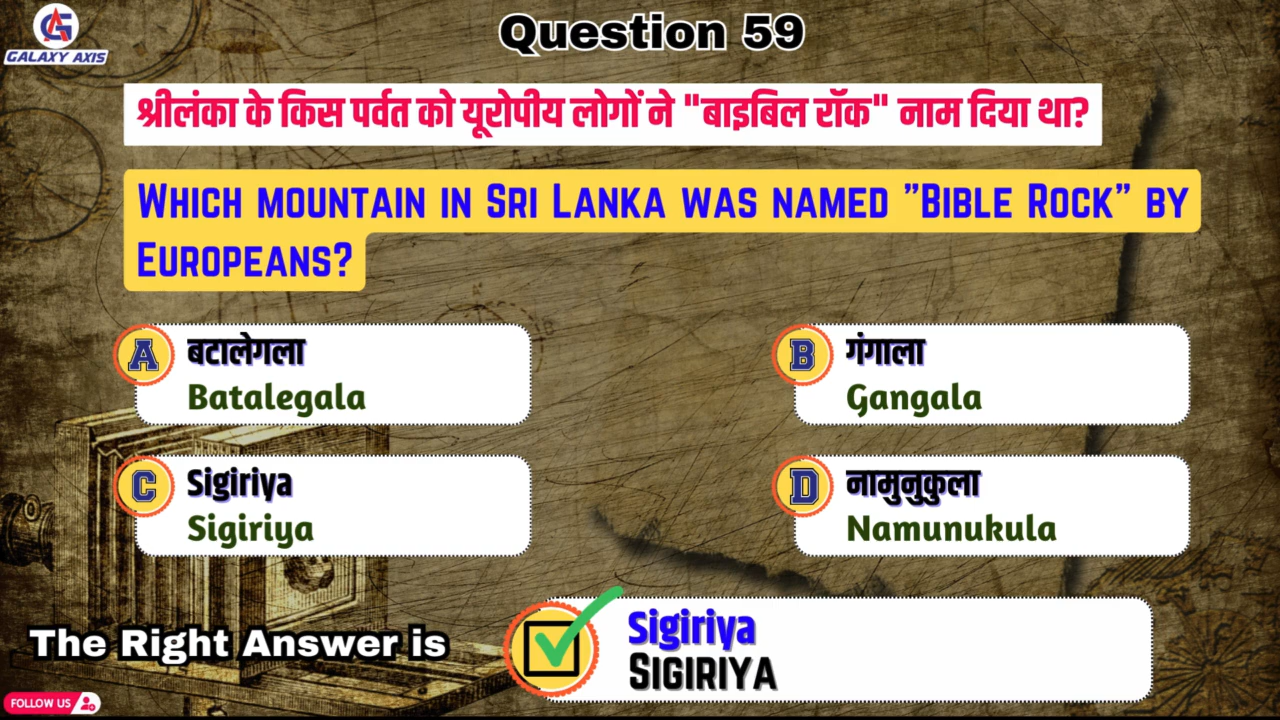 GALAXY AXIS
Question 59
श्रीलंका के किस पर्वत को यूरोपीय लोगों ने "बाइबिल रॉक" नाम दिया था?
Which mountain in Sri Lanka was named "Bible Rock" by
Europeans?
A
बटालेगला
Batalegala
B
गंगाला
Gangala
C
Sigiriya
Sigiriya
D
नामुनुकुला
Namunukula
The Right Answer is
Sigiriya
Sigiriya
FOLLOW US